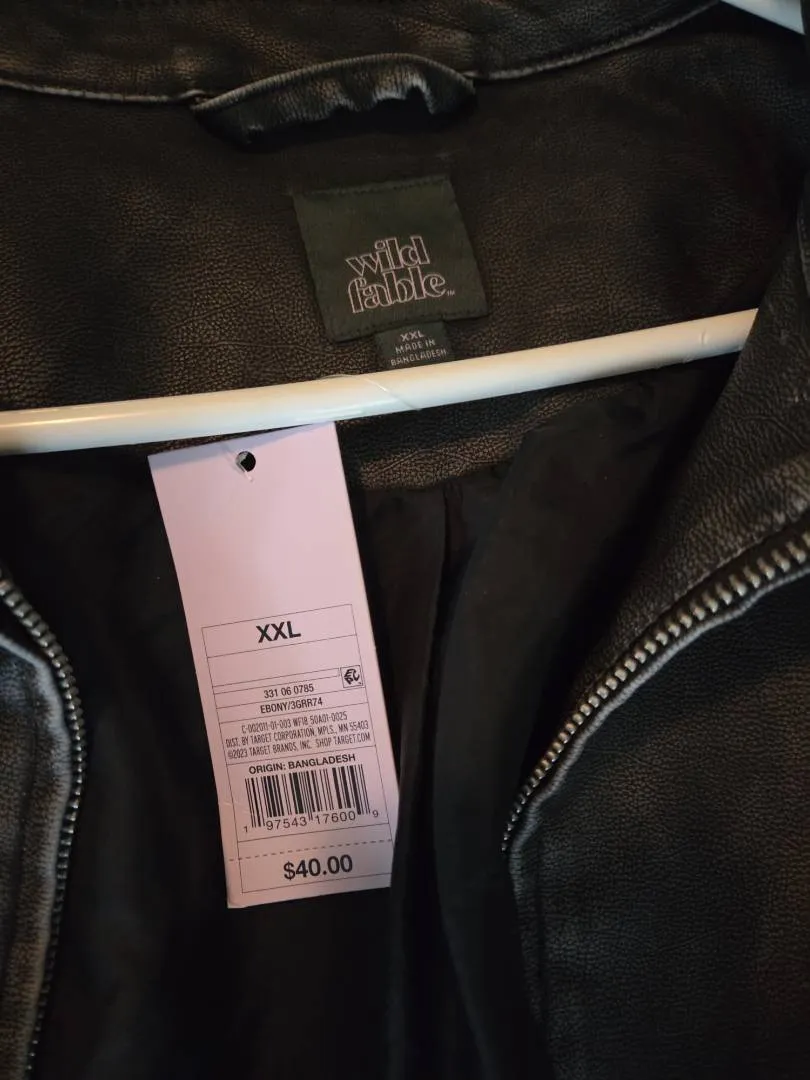 wild
fable™
XXL
MADE IN
BANGLADESH
XXL
331 06 0785
EBONY/3GRR74
C-002011-01-003 WF18 50A01-0025
DIST. BY TARGET CORPORATION, MPLS., MN 55403
©2023 TARGET BRANDS, INC. SHOP TARGET.COM
ORIGIN: BANGLADESH
1 97543 17600 9
$40.00